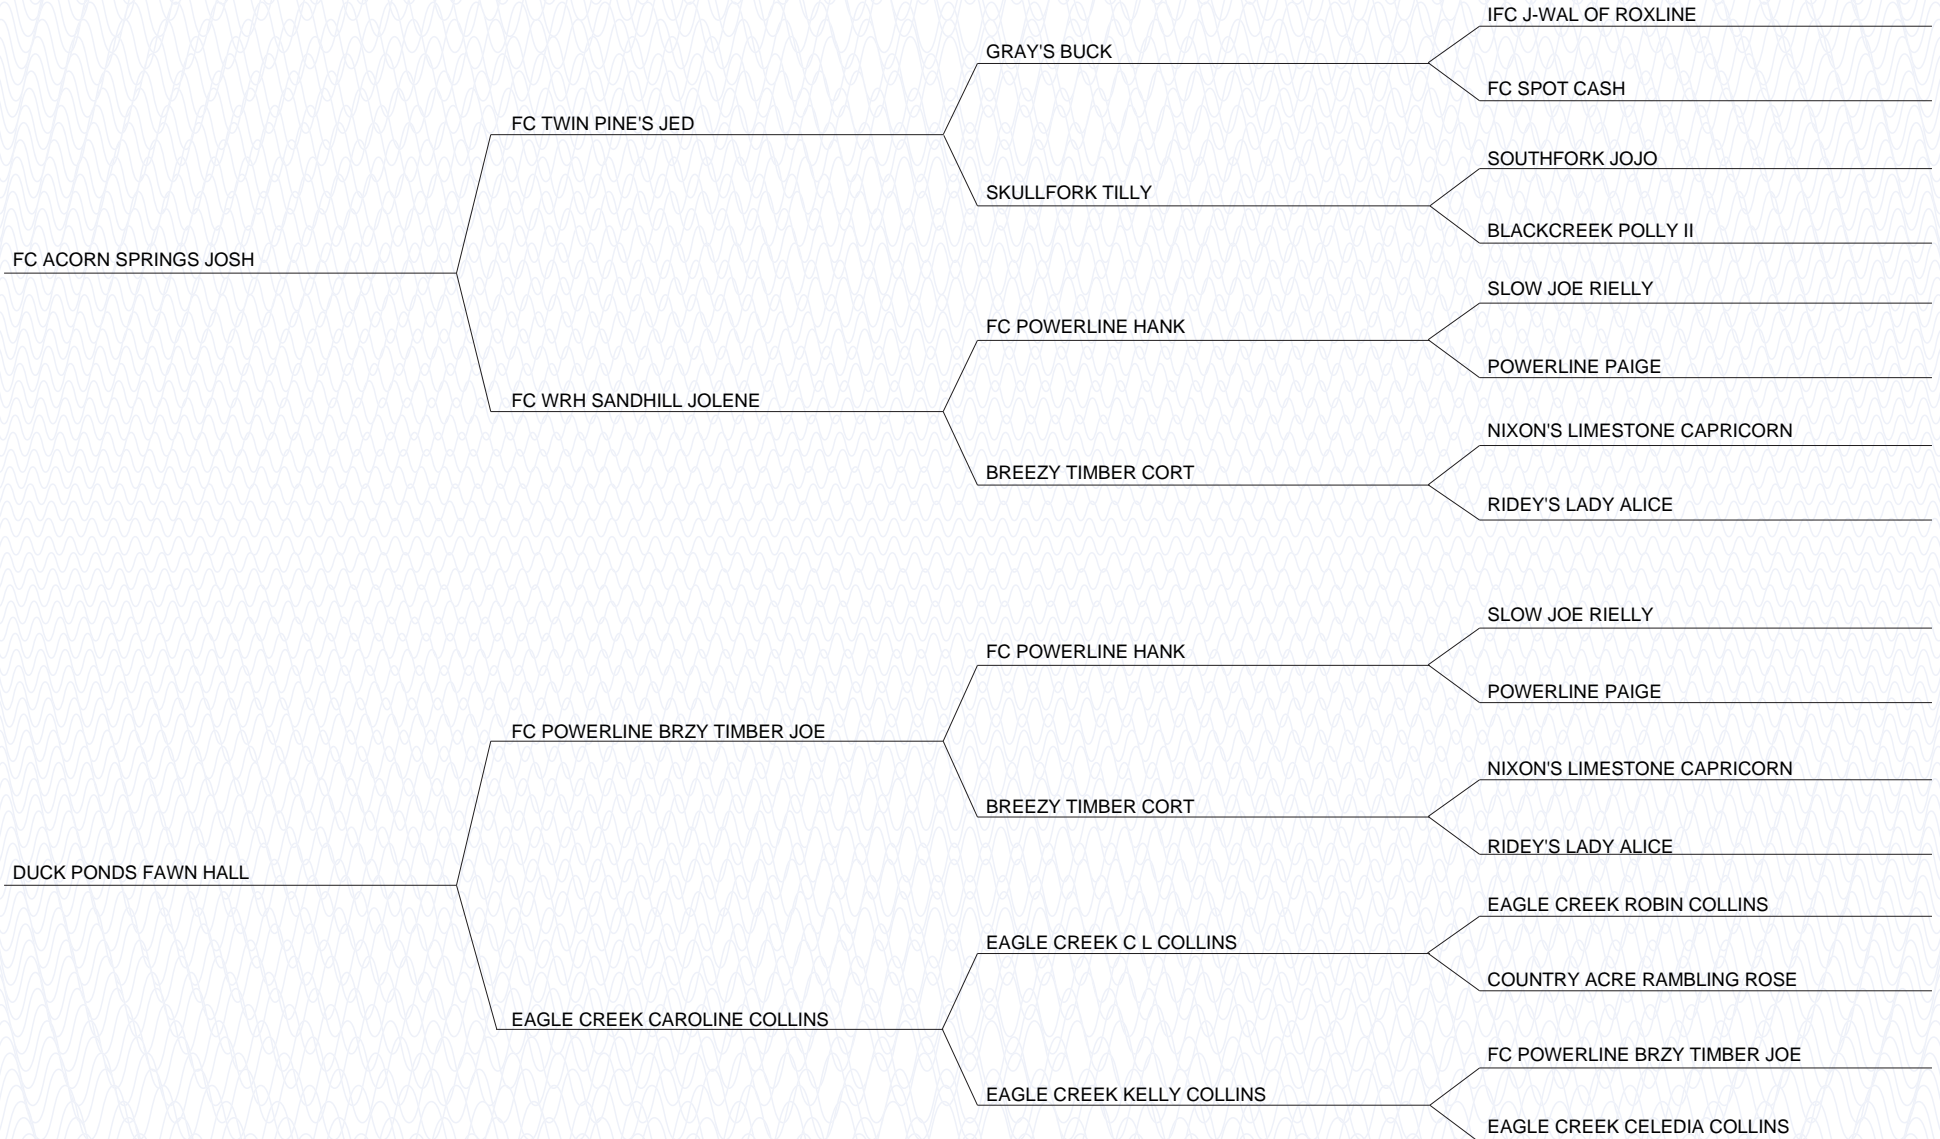 IFC J-WAL OF ROXLINE
GRAY'S BUCK
FC SPOT CASH
FC TWIN PINE'S JED
SOUTHFORK JOJO
SKULLFORK TILLY
BLACKCREEK POLLY II
FC ACORN SPRINGS JOSH
SLOW JOE RIELLY
FC POWERLINE HANK
POWERLINE PAIGE
FC WRH SANDHILL JOLENE
NIXON'S LIMESTONE CAPRICORN
BREEZY TIMBER CORT
RIDEY'S LADY ALICE
SLOW JOE RIELLY
FC POWERLINE HANK
POWERLINE PAIGE
FC POWERLINE BRZY TIMBER JOE
NIXON'S LIMESTONE CAPRICORN
BREEZY TIMBER CORT
RIDEY'S LADY ALICE
DUCK PONDS FAWN HALL
EAGLE CREEK ROBIN COLLINS
EAGLE CREEK C L COLLINS
COUNTRY ACRE RAMBLING ROSE
EAGLE CREEK CAROLINE COLLINS
FC POWERLINE BRZY TIMBER JOE
EAGLE CREEK KELLY COLLINS
EAGLE CREEK CELEDIA COLLINS